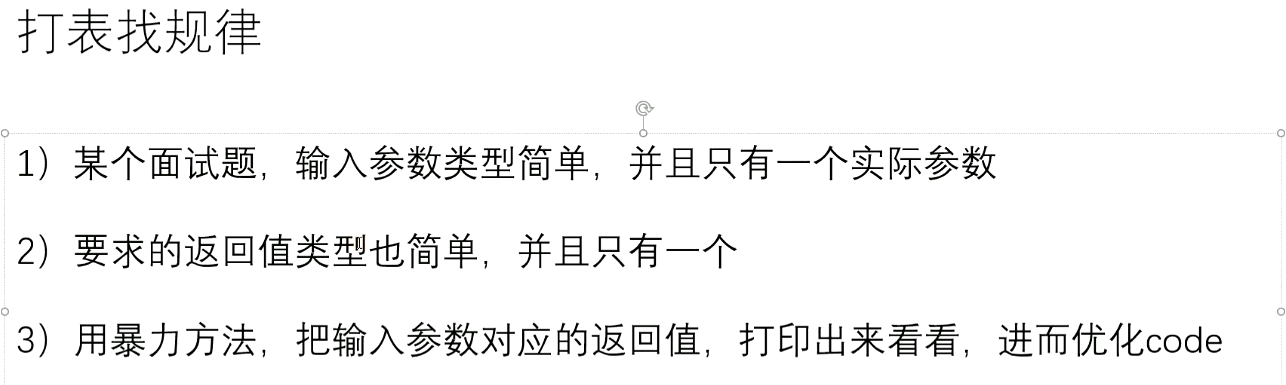 打表找规律
1）某个面试题，输入参数类型简单，并且只有一个实际参数
2）要求的返回值类型也简单，并且只有一个
3）用暴力方法，把输入参数对应的返回值，打印出来看看，进而优化code